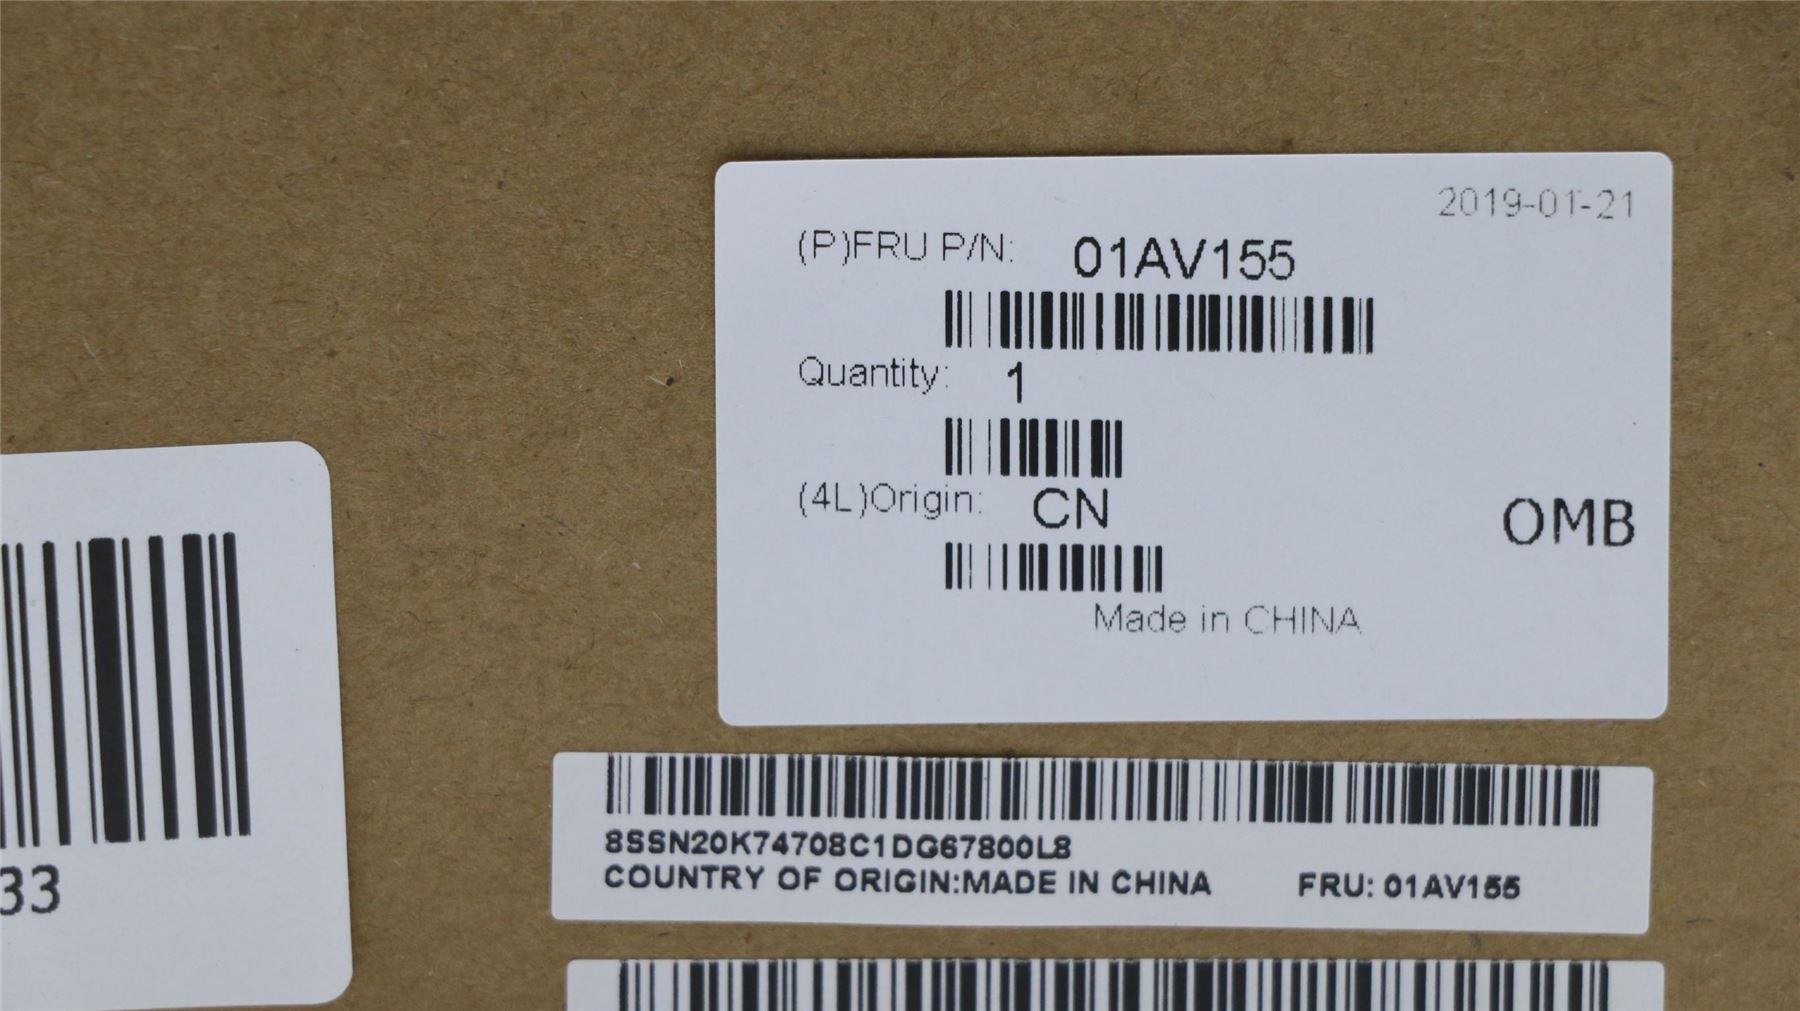 2019-01-21
(P)FRU P/N: 01AV155
Quantity: 1
(4L)Origin: CN
OMB
Made in CHINA
33
8SSN20K74708C1DG67800L8
COUNTRY OF ORIGIN:MADE IN CHINA FRU: 01AV155